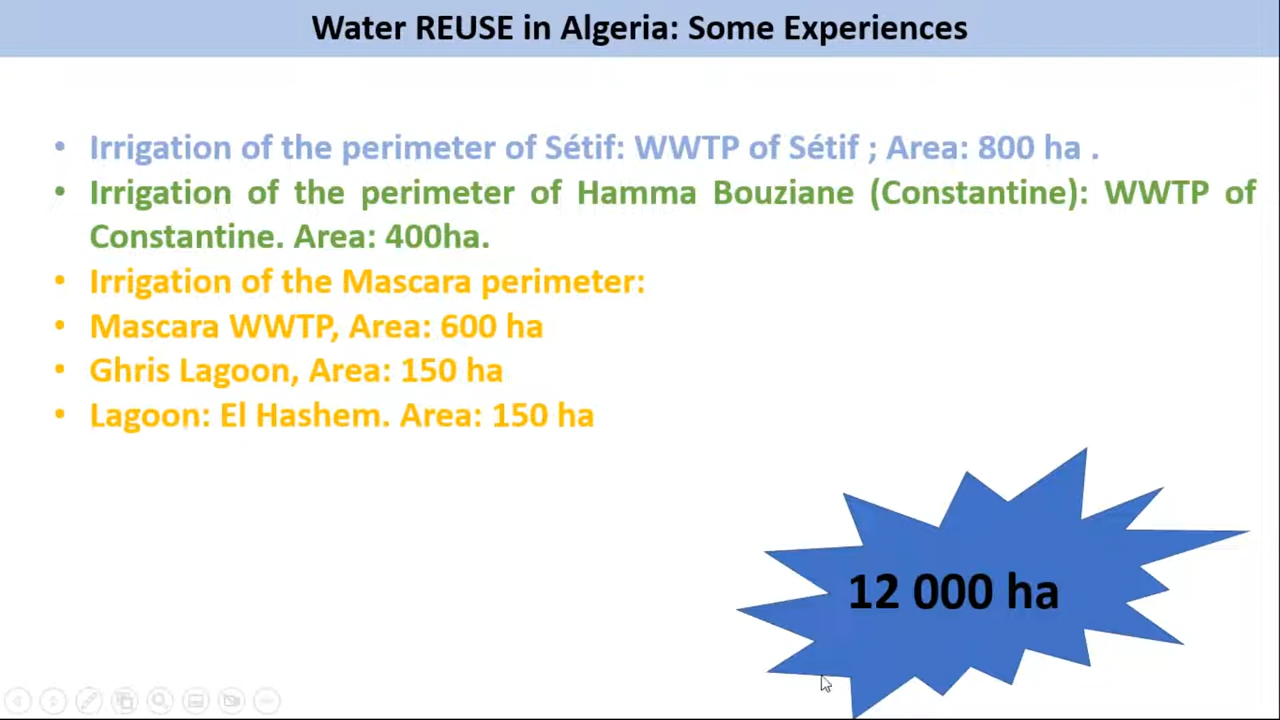 Water REUSE in Algeria: Some Experiences
• Irrigation of the perimeter of Sétif: WWTP of Sétif ; Area: 800 ha .
• Irrigation of the perimeter of Hamma Bouziane (Constantine): WWTP of
Constantine. Area: 400ha.
• Irrigation of the Mascara perimeter:
• Mascara WWTP, Area: 600 ha
• Ghris Lagoon, Area: 150 ha
• Lagoon: El Hashem. Area: 150 ha
12 000 ha